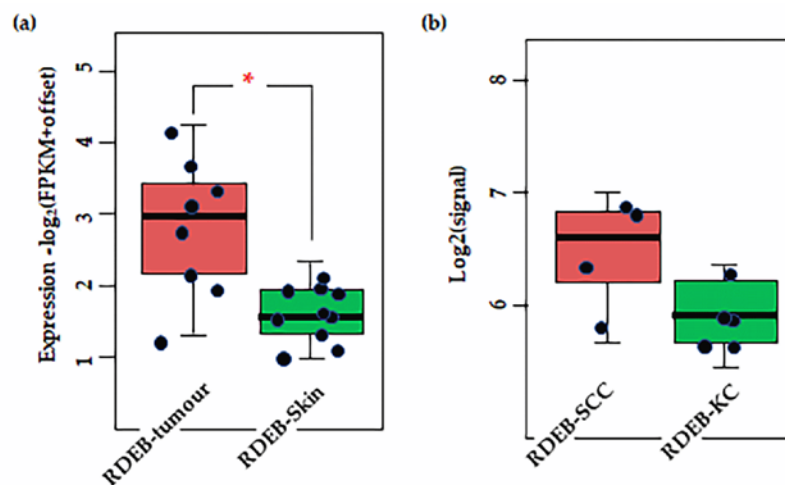 (a)
*
Expression -log₂(FPKM+offset)
5
4
3
2
1
RDEB-tumour
RDEB-Skin
(b)
Log2(signal)
8
7
6
RDEB-SCC
RDEB-KC